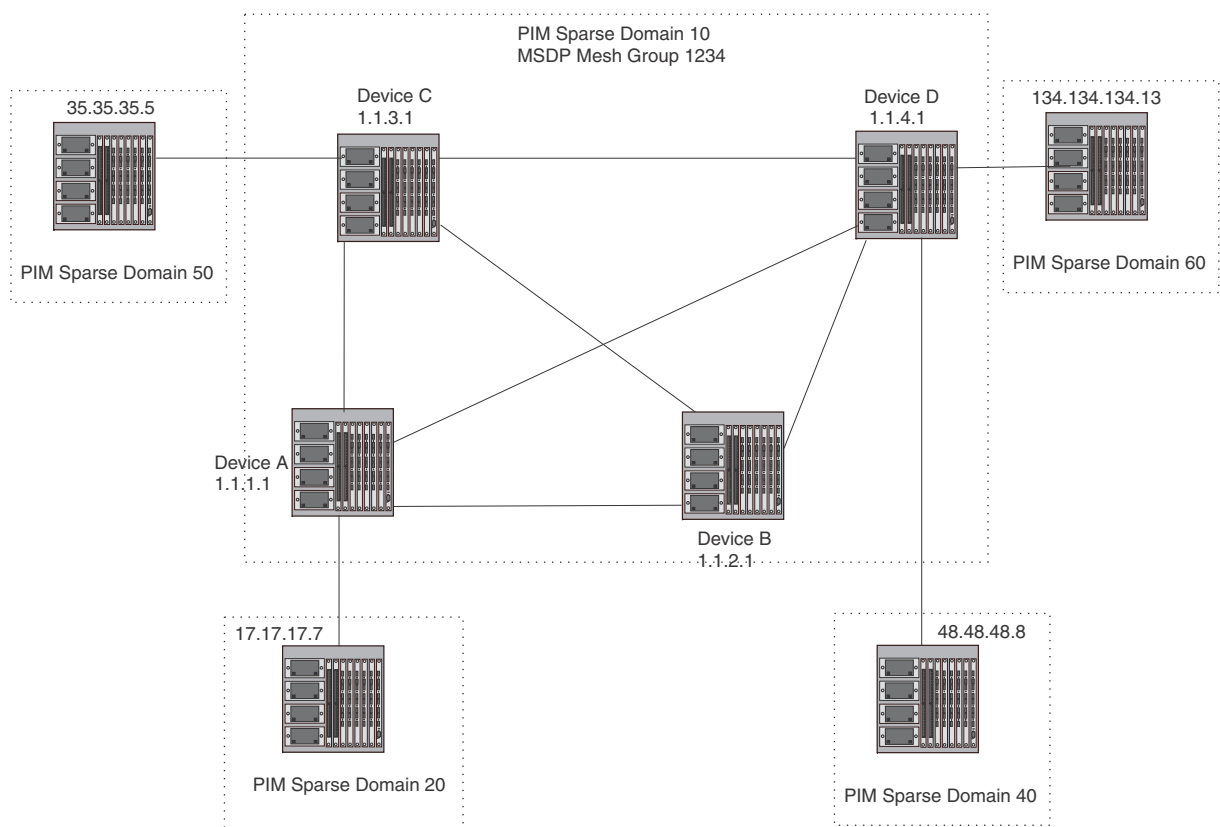 PIM Sparse Domain 10
MSDP Mesh Group 1234
35.35.35.5
Device C
1.1.3.1
Device D
1.1.4.1
134.134.134.13
PIM Sparse Domain 50
PIM Sparse Domain 60
Device A
1.1.1.1
Device B
1.1.2.1
17.17.17.7
48.48.48.8
PIM Sparse Domain 20
PIM Sparse Domain 40